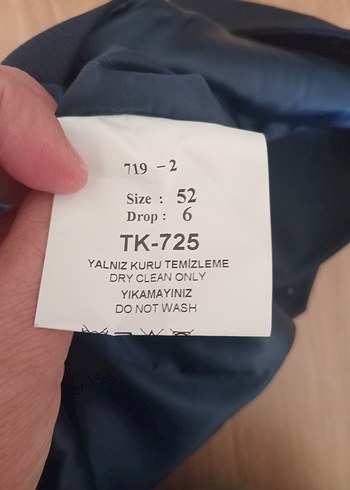 719 - 2
Size : 52
Drop : 6
TK-725
YALNIZ KURU TEMİZLEME
DRY CLEAN ONLY
YIKAMAYINIZ
DO NOT WASH